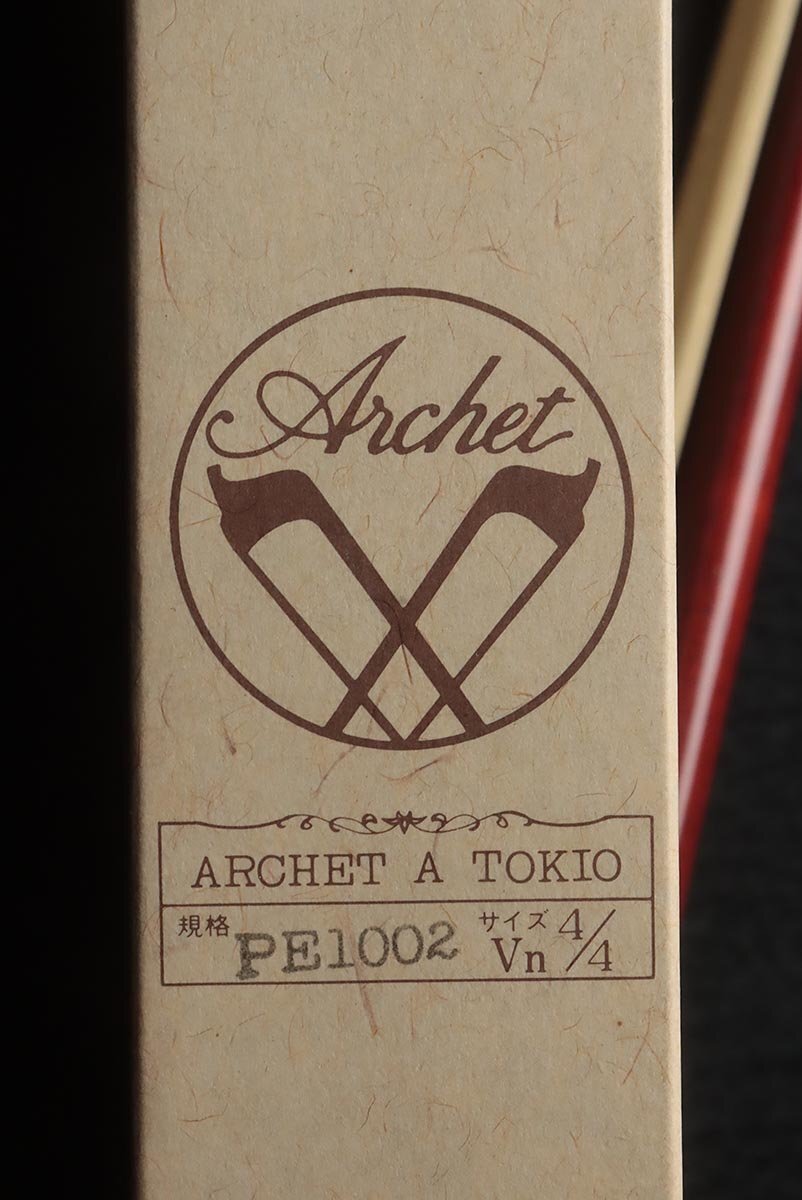 Archet
ARCHET A TOKIO
規格 PE1002 サイズ Vn 4/4